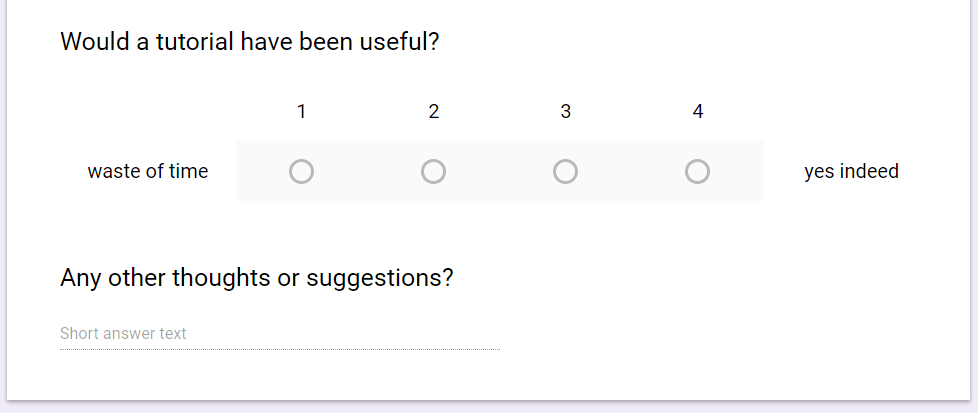 Would a tutorial have been useful?
1 2 3 4
waste of time yes indeed
Any other thoughts or suggestions?
Short answer text